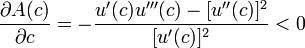 ∂A(c)/∂c = −(u′(c)u′′′(c) − [u′′(c)]²)/[u′(c)]² < 0